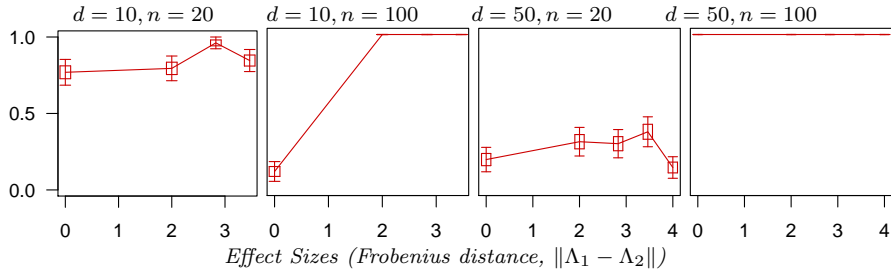 d = 10, n = 20 d = 10, n = 100 d = 50, n = 20 d = 50, n = 100
1.0
0.5
0.0
0 1 2 3 0 1 2 3 0 1 2 3 4 0 1 2 3 4
Effect Sizes (Frobenius distance, ‖Λ₁ − Λ₂‖)